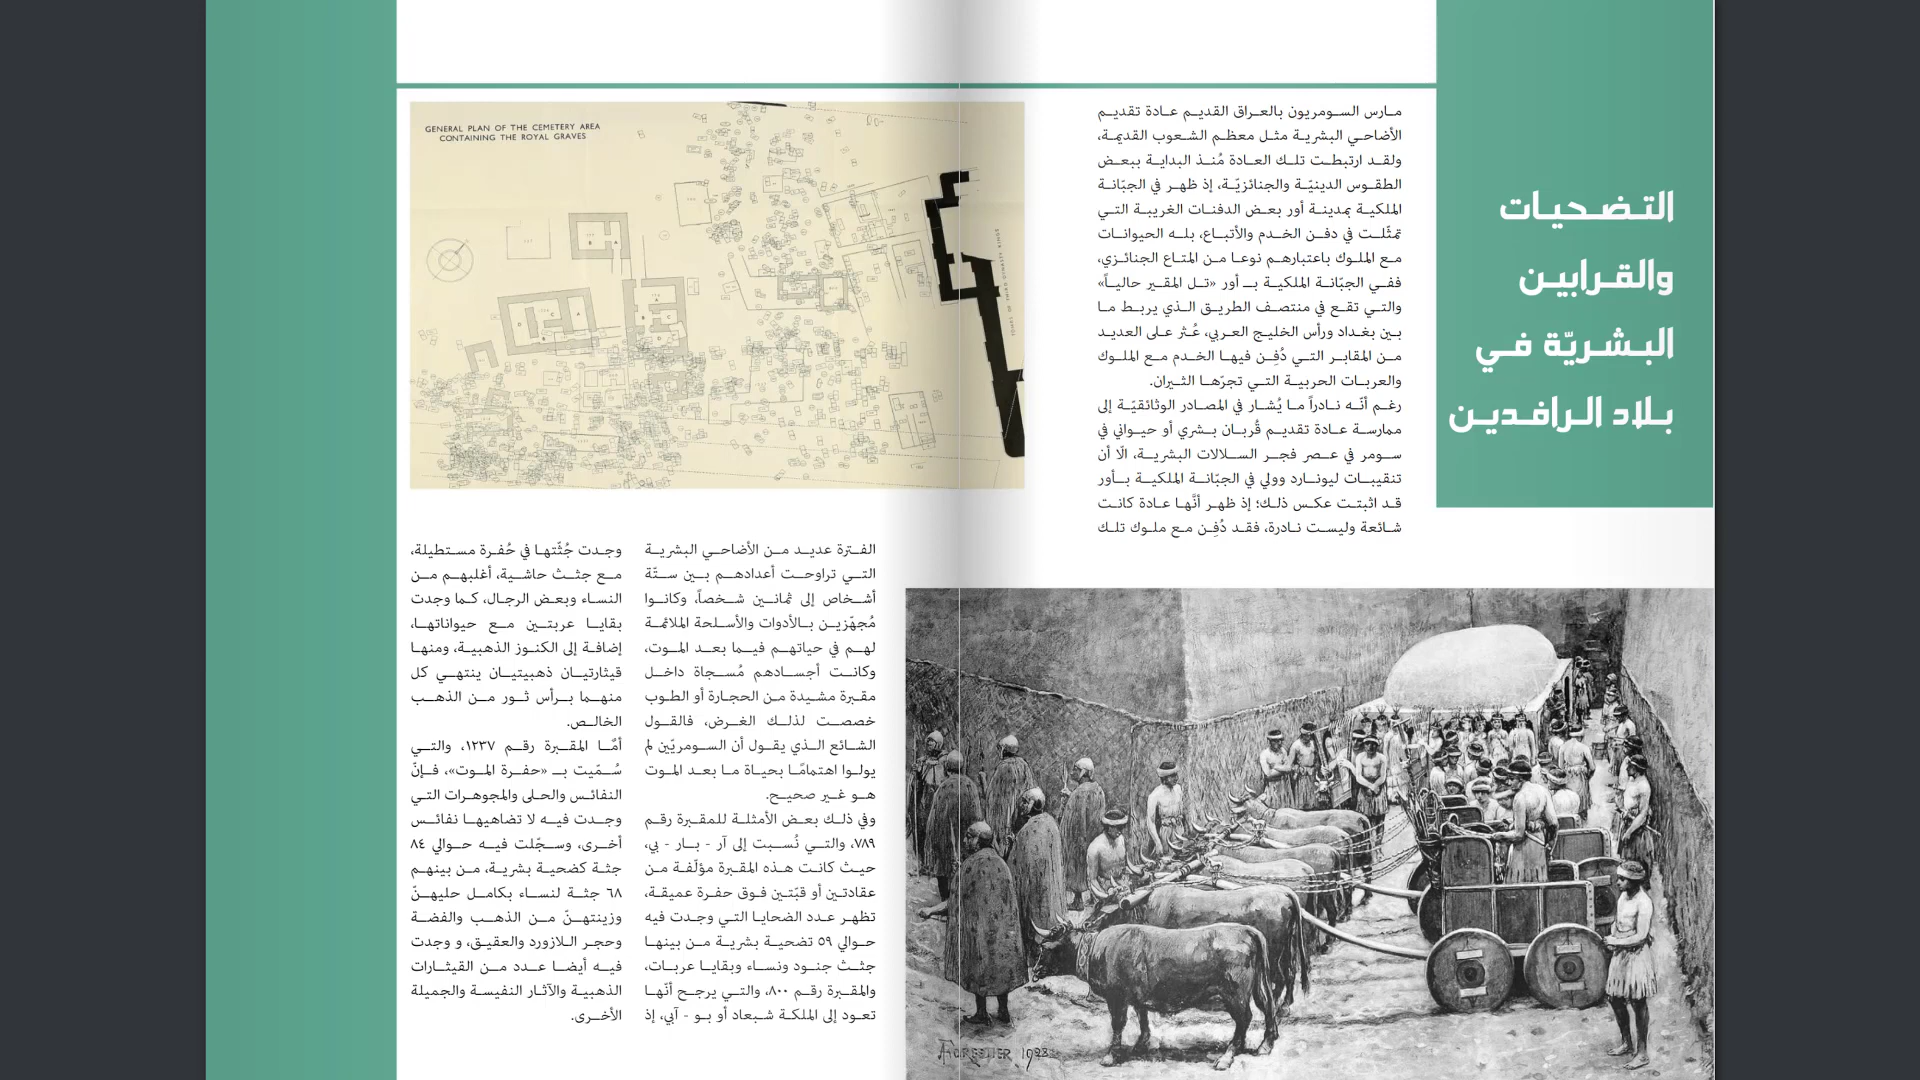 التضحيات
والقرابين
البشريّة في
بلاد الرافدين
مارس السومريون بالعراق القديم عادة تقديم
الأضاحي البشرية مثل معظم الشعوب القديمة،
ولقد ارتبطت تلك العادة مُنذ البداية ببعض
الطقوس الدينيّة والجنائزيّة، إذ ظهر في الجبّانة
الملكية بمدينة أور بعض الدفنات الغريبة التي
تمثّلت في دفن الخدم والأتباع، بله الحيوانات
مع الملوك باعتبارهم نوعا من المتاع الجنائزي،
ففي الجبّانة الملكية بـ أور «تل المقير حالياً»
والتي تقع في منتصف الطريق الذي يربط ما
بين بغداد ورأس الخليج العربي، عُثر على العديد
من المقابر التي دُفِن فيها الخدم مع الملوك
والعربات الحربية التي تجرّها الثيران.
رغم أنّه نادراً ما يُشار في المصادر الوثائقيّة إلى
ممارسة عادة تقديم قُربان بشري أو حيواني في
سومر في عصر فجر السلالات البشرية، الّا أن
تنقيبات ليونارد وولي في الجبّانة الملكية بأور
قد اثبتت عكس ذلك؛ إذ ظهر أنّها عادة كانت
شائعة وليست نادرة، فقد دُفِن مع ملوك تلك
GENERAL PLAN OF THE CEMETERY AREA
CONTAINING THE ROYAL GRAVES
الفترة عديد من الأضاحي البشرية
التي تراوحت أعدادهم بين ستّة
أشخاص إلى ثمانين شخصاً، وكانوا
مُجهّزين بالأدوات والأسلحة الملائمة
لهم في حياتهم فيما بعد الموت،
وكانت أجسادهم مُسجاة داخل
مقبرة مشيدة من الحجارة أو الطوب
خصصت لذلك الغرض، فالقول
الشائع الذي يقول أن السومريّين لم
يولوا اهتمامًا بحياة ما بعد الموت
هو غير صحيح.
وفي ذلك بعض الأمثلة للمقبرة رقم
٧٨٩، والتي نُسبت إلى آر - بار - بي،
حيث كانت هذه المقبرة مؤلّفة من
عقادتين أو قبّتين فوق حفرة عميقة،
تظهر عدد الضحايا التي وجدت فيه
حوالي ٥٩ تضحية بشرية من بينها
جثث جنود ونساء وبقايا عربات،
والمقبرة رقم ٨٠٠، والتي يرجح أنّها
تعود إلى الملكة شبعاد أو بو - آبي، إذ
وجدت جُثّتها في حُفرة مستطيلة،
مع جثث حاشية، أغلبهم من
النساء وبعض الرجال، كما وجدت
بقايا عربتين مع حيواناتها،
إضافة إلى الكنوز الذهبية، ومنها
قيثارتيان ذهبيتيان ينتهي كل
منهما برأس ثور من الذهب
الخالص.
أمّا المقبرة رقم ١٢٣٧، والتي
سُمّيت بـ «حفرة الموت»، فإنّ
النفائس والحلى والمجوهرات التي
وجدت فيه لا تضاهيها نفائس
أخرى، وسجّلت فيه حوالي ٨٤
جثة كضحية بشرية، من بينهم
٦٨ جثة لنساء بكامل حليهنّ
وزينتهنّ من الذهب والفضة
وحجر اللازورد والعقيق، و وجدت
فيه أيضا عدد من القيثارات
الذهبية والآثار النفيسة والجميلة
الأخرى.